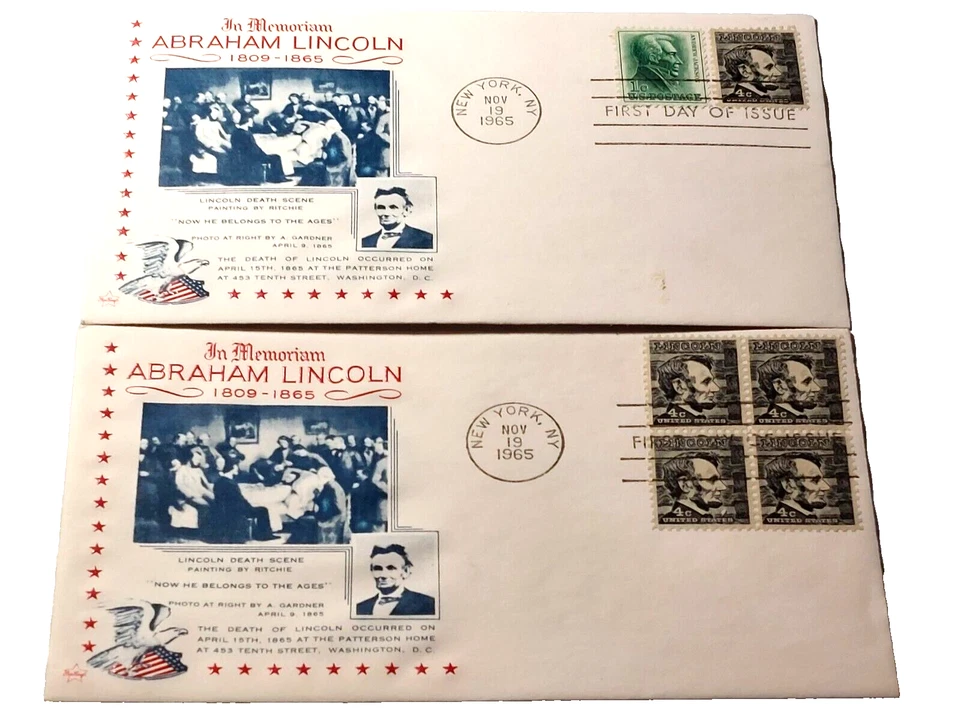 In Memoriam
ABRAHAM LINCOLN
1809-1865
LINCOLN DEATH SCENE
PAINTING BY RITCHIE
"NOW HE BELONGS TO THE AGES"
PHOTO AT RIGHT BY A. GARDNER
APRIL 9, 1865
THE DEATH OF LINCOLN OCCURRED ON
APRIL 15TH, 1865 AT THE PATTERSON HOME
AT 453 TENTH STREET, WASHINGTON, D.C.
NEW YORK, NY
NOV
19
1965
1c
U.S. POSTAGE
LINCOLN
4c
UNITED STATES
FIRST DAY OF ISSUE
In Memoriam
ABRAHAM LINCOLN
1809-1865
LINCOLN DEATH SCENE
PAINTING BY RITCHIE
"NOW HE BELONGS TO THE AGES"
PHOTO AT RIGHT BY A. GARDNER
APRIL 9, 1865
THE DEATH OF LINCOLN OCCURRED ON
APRIL 15TH, 1865 AT THE PATTERSON HOME
AT 453 TENTH STREET, WASHINGTON, D.C.
NEW YORK, NY
NOV
19
1965
LINCOLN LINCOLN
4c 4c
UNITED STATES UNITED STATES
LINCOLN LINCOLN
4c 4c
UNITED STATES UNITED STATES